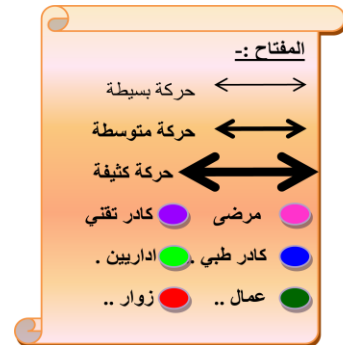 المفتاح :-
حركة بسيطة
حركة متوسطة
حركة كثيفة
مرضى كادر تقني
كادر طبي . اداريين .
عمال .. زوار ..